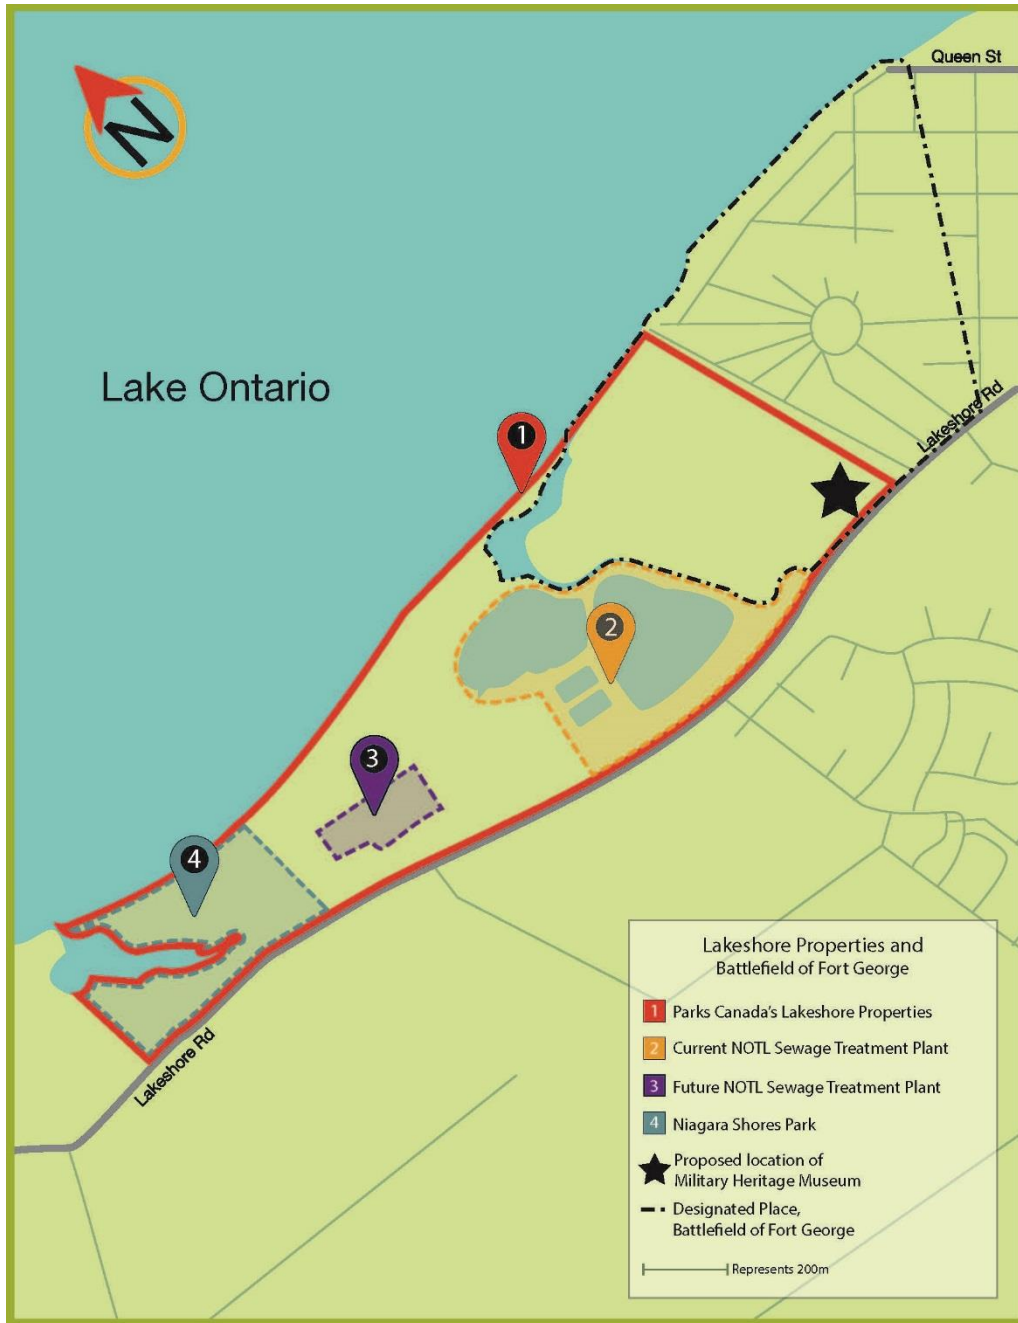 Queen St
N
Lake Ontario
Lakeshore Rd
1
2
3
4
Lakeshore Rd
Lakeshore Properties and
Battlefield of Fort George
1 Parks Canada's Lakeshore Properties
2 Current NOTL Sewage Treatment Plant
3 Future NOTL Sewage Treatment Plant
4 Niagara Shores Park
Proposed location of
Military Heritage Museum
Designated Place,
Battlefield of Fort George
Represents 200m